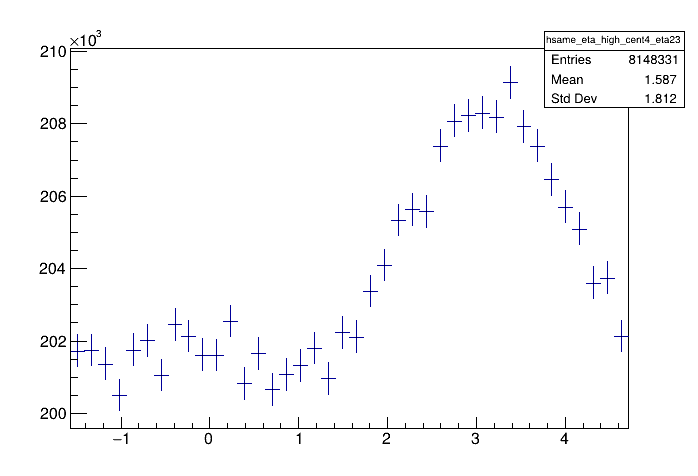 ×10³
hsame_eta_high_cent4_eta23
Entries 8148331
Mean 1.587
Std Dev 1.812
210
208
206
204
202
200
−1 0 1 2 3 4